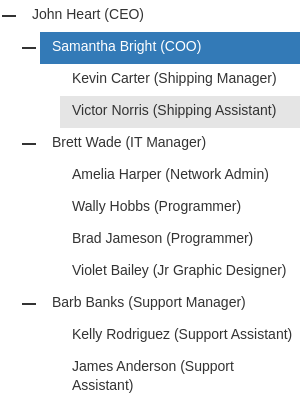 John Heart (CEO)
Samantha Bright (COO)
Kevin Carter (Shipping Manager)
Victor Norris (Shipping Assistant)
Brett Wade (IT Manager)
Amelia Harper (Network Admin)
Wally Hobbs (Programmer)
Brad Jameson (Programmer)
Violet Bailey (Jr Graphic Designer)
Barb Banks (Support Manager)
Kelly Rodriguez (Support Assistant)
James Anderson (Support
Assistant)